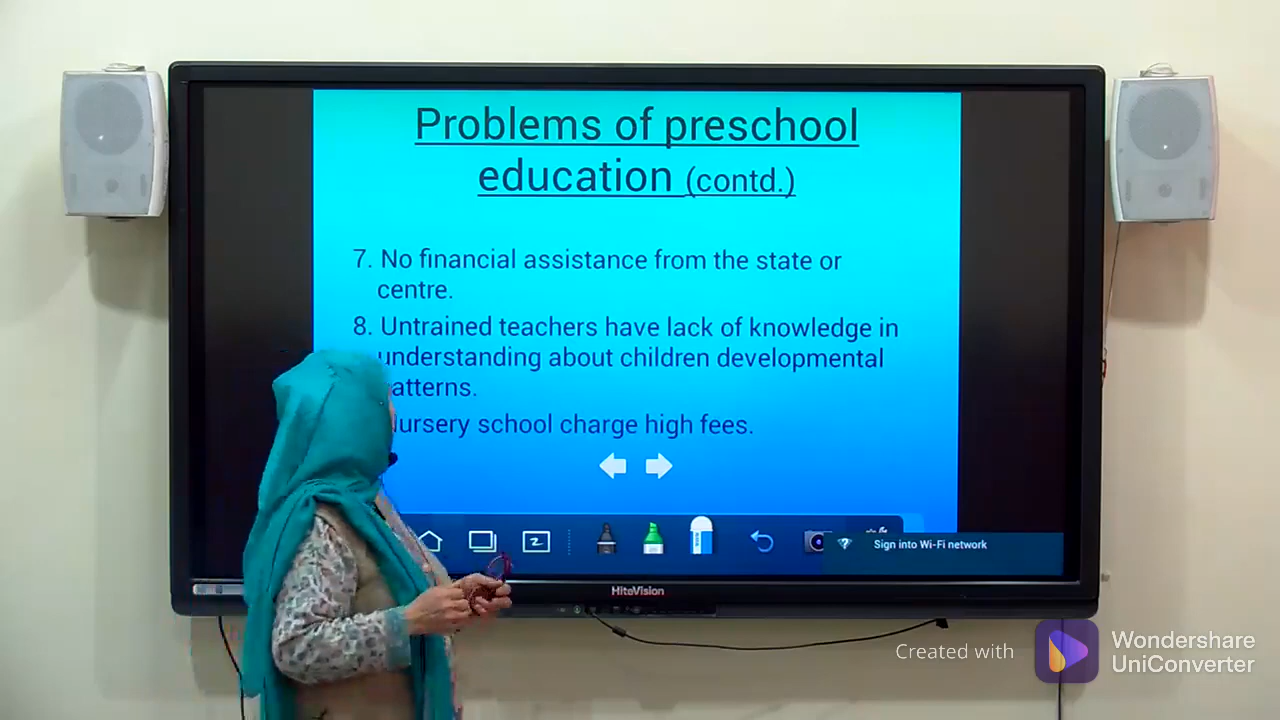 Problems of preschool
education (contd.)
7. No financial assistance from the state or
centre.
8. Untrained teachers have lack of knowledge in
understanding about children developmental
atterns.
ursery school charge high fees.
Sign into Wi-Fi network
HiteVision
Created with
Wondershare
UniConverter